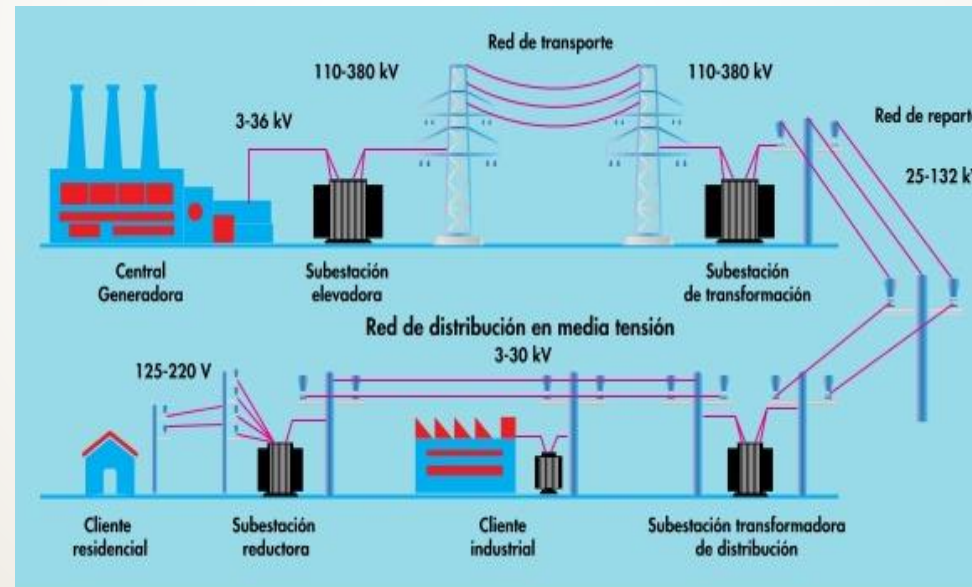 Red de transporte
110-380 kV
110-380 kV
3-36 kV
Red de reparto
25-132 kV
Central
Generadora
Subestación
elevadora
Subestación
de transformación
Red de distribución en media tensión
3-30 kV
125-220 V
Cliente
residencial
Subestación
reductora
Cliente
industrial
Subestación transformadora
de distribución